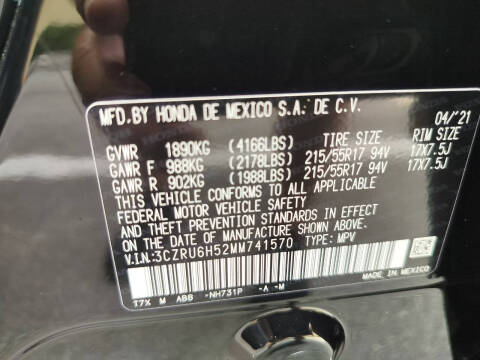 MFD. BY HONDA DE MEXICO S.A. DE C.V. 04/'21
GVWR 1890KG (4166LBS) TIRE SIZE RIM SIZE
GAWR F 988KG (2178LBS) 215/55R17 94V 17X7.5J
GAWR R 902KG (1988LBS) 215/55R17 94V 17X7.5J
THIS VEHICLE CONFORMS TO ALL APPLICABLE
FEDERAL MOTOR VEHICLE SAFETY
AND THEFT PREVENTION STANDARDS IN EFFECT
ON THE DATE OF MANUFACTURE SHOWN ABOVE.
V.I.N:3CZRU6H52MM741570 TYPE: MPV
MADE IN MEXICO
T7X M ABB -NH731P -A -M